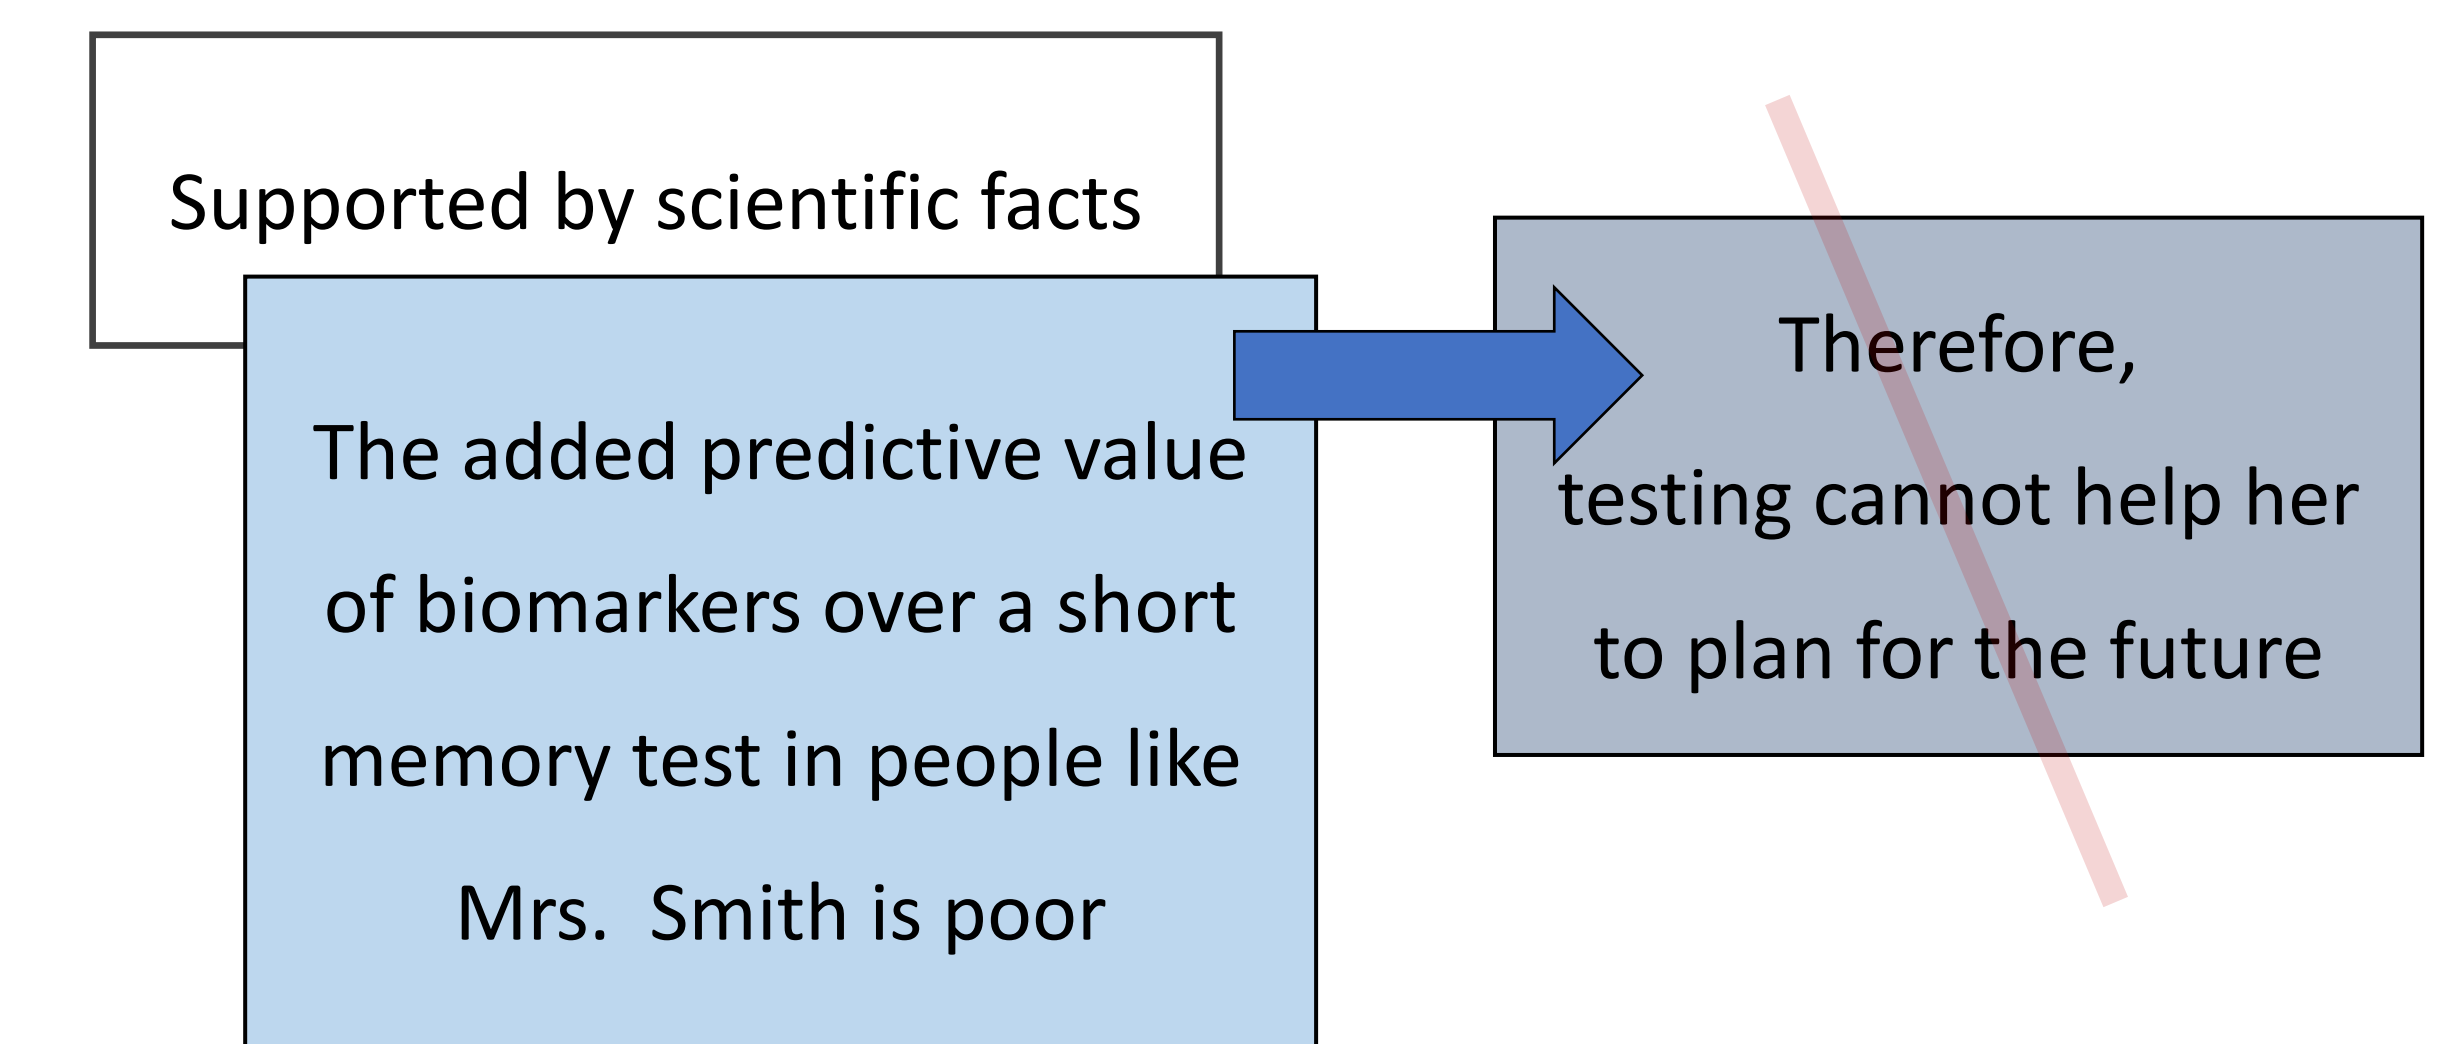 Supported by scientific facts
The added predictive value
of biomarkers over a short
memory test in people like
Mrs.  Smith is poor
Therefore,
testing cannot help her
to plan for the future